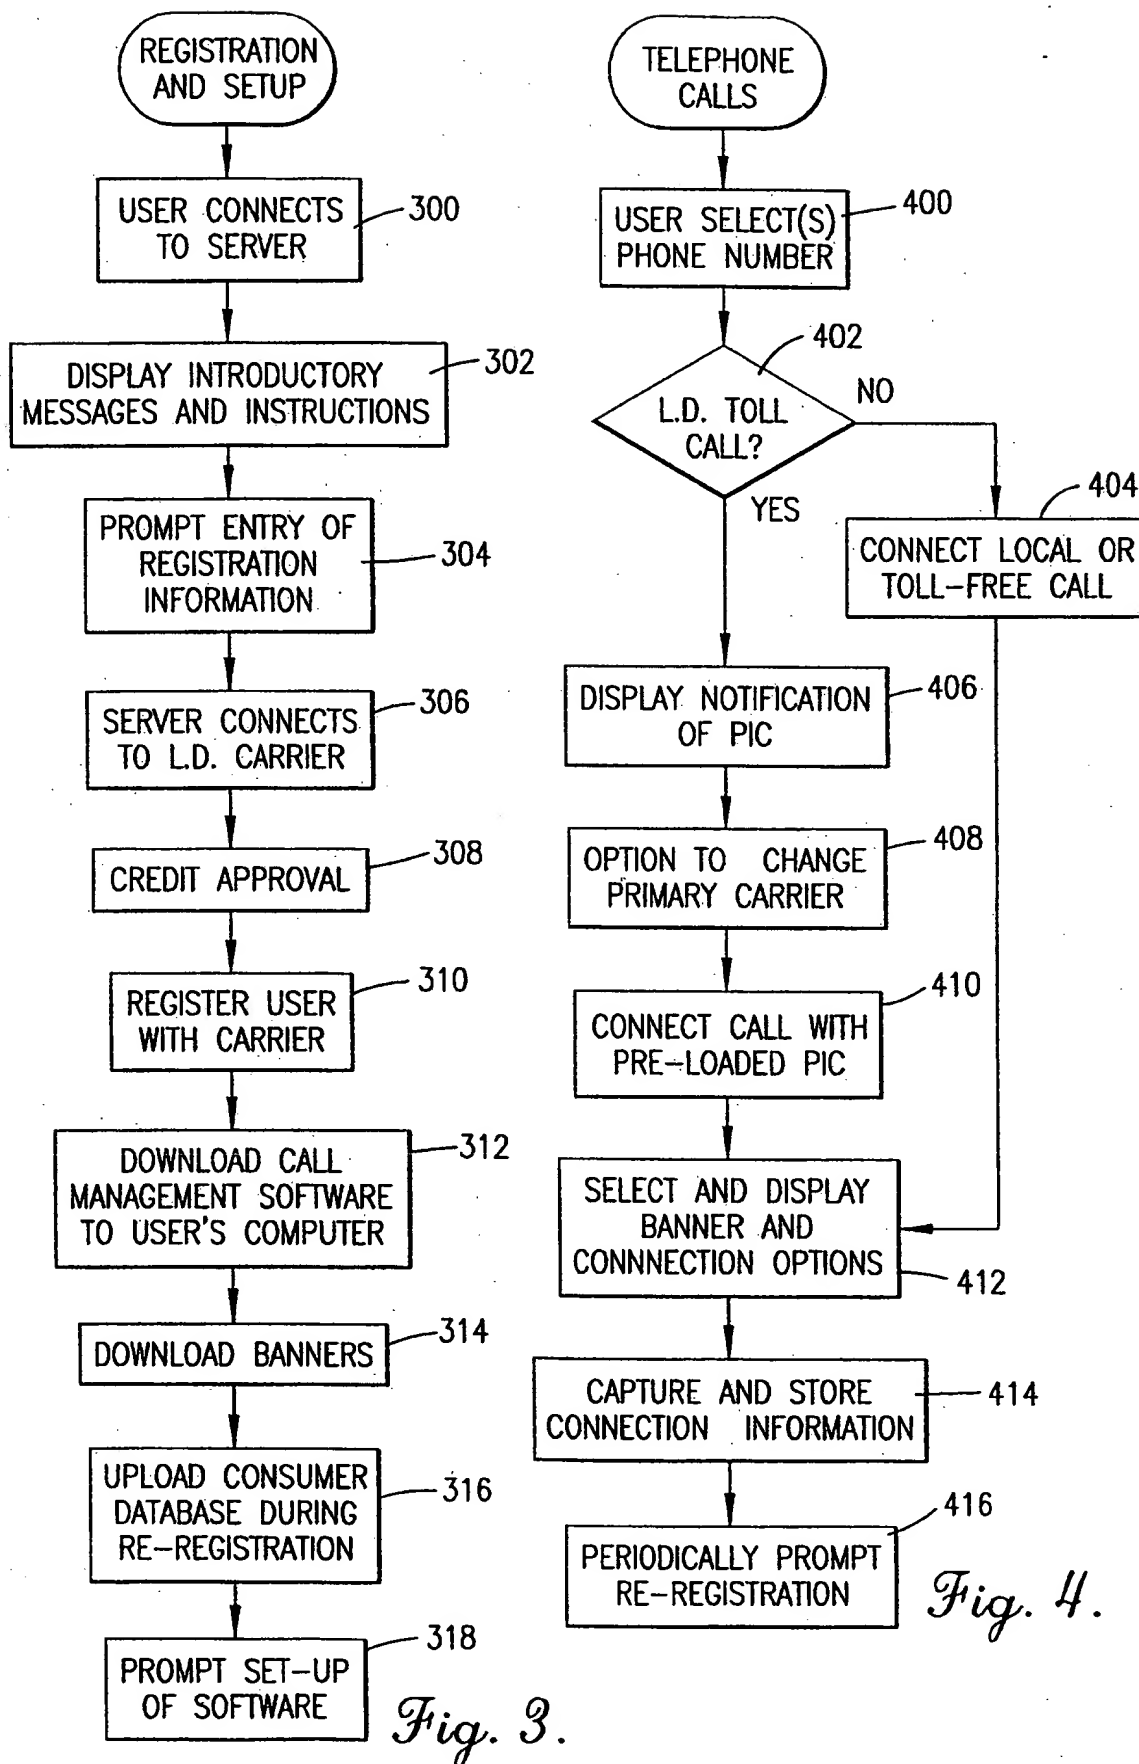 REGISTRATION
AND SETUP
USER CONNECTS
TO SERVER
300
DISPLAY INTRODUCTORY
MESSAGES AND INSTRUCTIONS
302
PROMPT ENTRY OF
REGISTRATION
INFORMATION
304
SERVER CONNECTS
TO L.D. CARRIER
306
CREDIT APPROVAL
308
REGISTER USER
WITH CARRIER
310
DOWNLOAD CALL
MANAGEMENT SOFTWARE
TO USER'S COMPUTER
312
DOWNLOAD BANNERS
314
UPLOAD CONSUMER
DATABASE DURING
RE-REGISTRATION
316
PROMPT SET-UP
OF SOFTWARE
318
Fig. 3.
TELEPHONE
CALLS
USER SELECT(S)
PHONE NUMBER
400
L.D. TOLL
CALL?
402
NO
YES
CONNECT LOCAL OR
TOLL-FREE CALL
404
DISPLAY NOTIFICATION
OF PIC
406
OPTION TO CHANGE
PRIMARY CARRIER
408
CONNECT CALL WITH
PRE-LOADED PIC
410
SELECT AND DISPLAY
BANNER AND
CONNNECTION OPTIONS
412
CAPTURE AND STORE
CONNECTION INFORMATION
414
PERIODICALLY PROMPT
RE-REGISTRATION
416
Fig. 4.